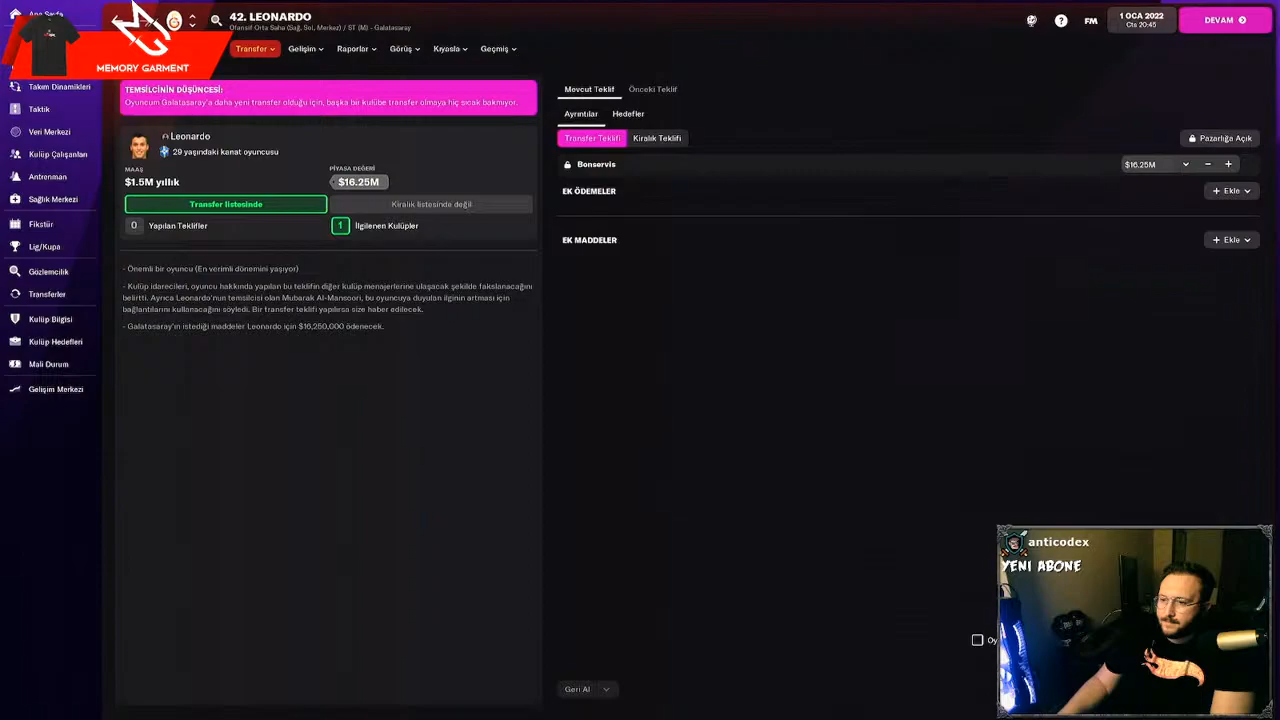 Ana Sayfa
MEMORY GARMENT
42. LEONARDO
Ofansif Orta Saha (Sağ, Sol, Merkez) / ST (M) - Galatasaray
FM
1 OCA 2022
Cts 20:45
DEVAM
Transfer
Gelişim
Raporlar
Görüş
Kıyasla
Geçmiş
Takım Dinamikleri
Taktik
Veri Merkezi
Kulüp Çalışanları
Antrenman
Sağlık Merkezi
Fikstür
Lig/Kupa
Gözlemcilik
Transferler
Kulüp Bilgisi
Kulüp Hedefleri
Mali Durum
Gelişim Merkezi
TEMSİLCİNİN DÜŞÜNCESİ:
Oyuncum Galatasaray'a daha yeni transfer olduğu için, başka bir kulübe transfer olmaya hiç sıcak bakmıyor.
Leonardo
29 yaşındaki kanat oyuncusu
MAAŞ
$1.5M yıllık
PİYASA DEĞERİ
$16.25M
Transfer listesinde
Kiralık listesinde değil
0 Yapılan Teklifler
1 İlgilenen Kulüpler
- Önemli bir oyuncu (En verimli dönemini yaşıyor)
- Kulüp idarecileri, oyuncu hakkında yapılan bu teklifin diğer kulüp menajerlerine ulaşacak şekilde fakslanacağını
belirtti. Ayrıca Leonardo'nun temsilcisi olan Mubarak Al-Mansoori, bu oyuncuya duyulan ilginin artması için
bağlantılarını kullanacağını söyledi. Bir transfer teklifi yapılırsa size haber edilecek.
- Galatasaray'ın istediği maddeler Leonardo için $16,250,000 ödenecek.
Mevcut Teklif
Önceki Teklif
Ayrıntılar
Hedefler
Transfer Teklifi
Kiralık Teklifi
Pazarlığa Açık
Bonservis
$16.25M
EK ÖDEMELER
+ Ekle
EK MADDELER
+ Ekle
anticodex
YENI ABONE
Oy
Geri Al